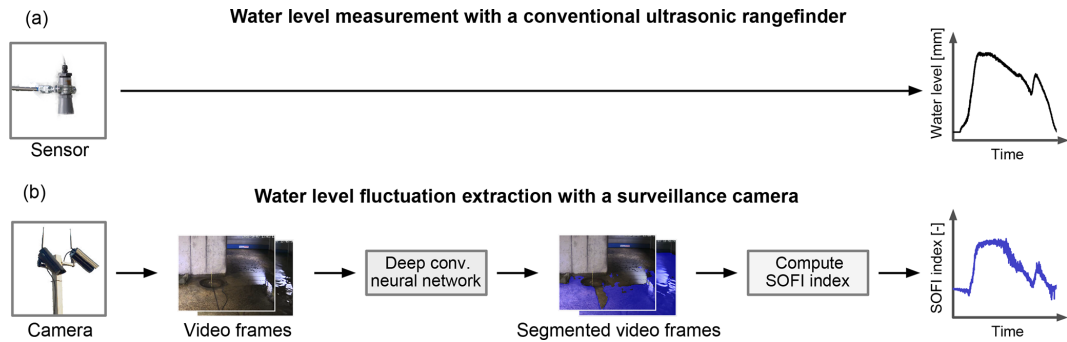 (a)
Water level measurement with a conventional ultrasonic rangefinder
Sensor
Water level [mm]
Time
(b)
Water level fluctuation extraction with a surveillance camera
Camera
Video frames
Deep conv.
neural network
Segmented video frames
Compute
SOFI index
SOFI index [-]
Time